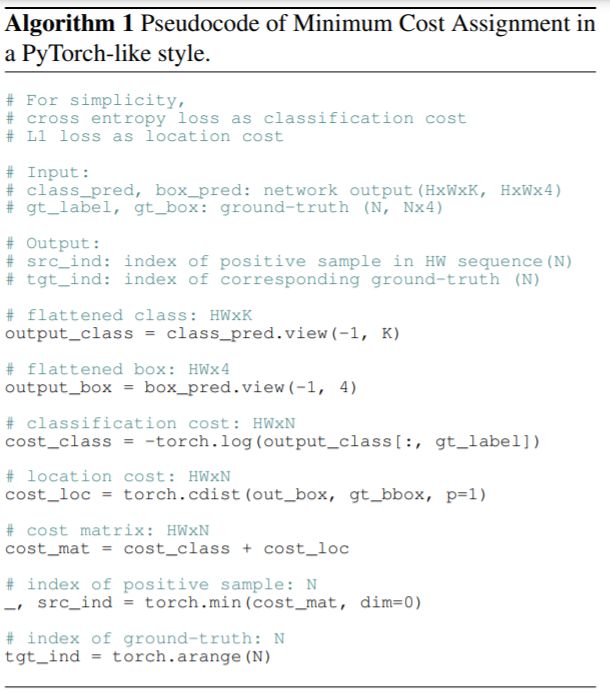 Algorithm 1 Pseudocode of Minimum Cost Assignment in
a PyTorch-like style.
# For simplicity,
# cross entropy loss as classification cost
# L1 loss as location cost
# Input:
# class_pred, box_pred: network output(HxWxK, HxWx4)
# gt_label, gt_box: ground-truth (N, Nx4)
# Output:
# src_ind: index of positive sample in HW sequence(N)
# tgt_ind: index of corresponding ground-truth (N)
# flattened class: HWxK
output_class = class_pred.view(-1, K)
# flattened box: HWx4
output_box = box_pred.view(-1, 4)
# classification cost: HWxN
cost_class = -torch.log(output_class[:, gt_label])
# location cost: HWxN
cost_loc = torch.cdist(out_box, gt_bbox, p=1)
# cost matrix: HWxN
cost_mat = cost_class + cost_loc
# index of positive sample: N
_, src_ind = torch.min(cost_mat, dim=0)
# index of ground-truth: N
tgt_ind = torch.arange(N)